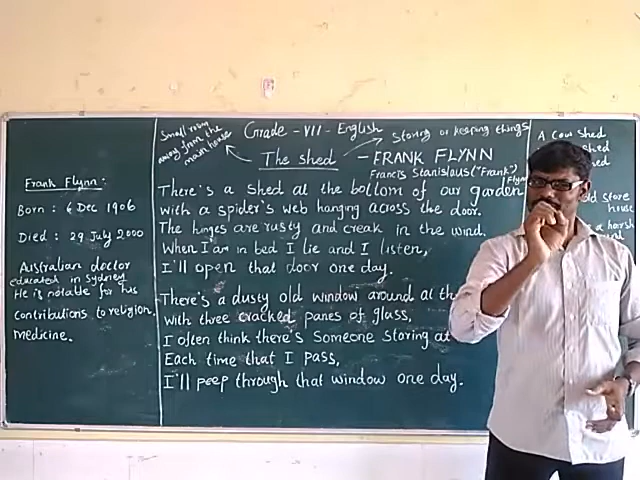 Grade - VII - English
Small room
away from the
main house
Storing or keeping things
The shed
- FRANK FLYNN
Francis Stanislaus ("Frank")
Flynn
Frank Flynn :
Born : 6 Dec 1906
Died : 29 July 2000
Australian doctor
educated in Sydney
He is notable for his
contributions to religion,
medicine.
There's a shed at the bottom of our garden
with a spider's web hanging across the door.
The hinges are rusty and creak in the wind.
When I am in bed I lie and I listen,
I'll open that door one day.
There's a dusty old window around at th
with three cracked panes of glass,
I often think there's someone storing at
Each time that I pass,
I'll peep through that window one day.
A cow shed
shed
ed
ld store
house
a harsh